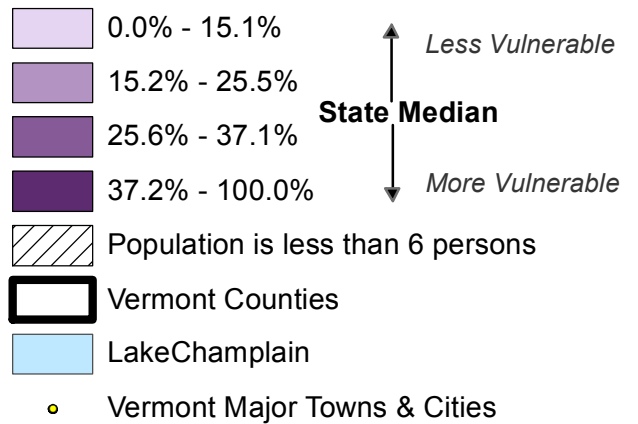 0.0% - 15.1%
Less Vulnerable
15.2% - 25.5%
State Median
25.6% - 37.1%
37.2% - 100.0%
More Vulnerable
Population is less than 6 persons
Vermont Counties
LakeChamplain
Vermont Major Towns & Cities